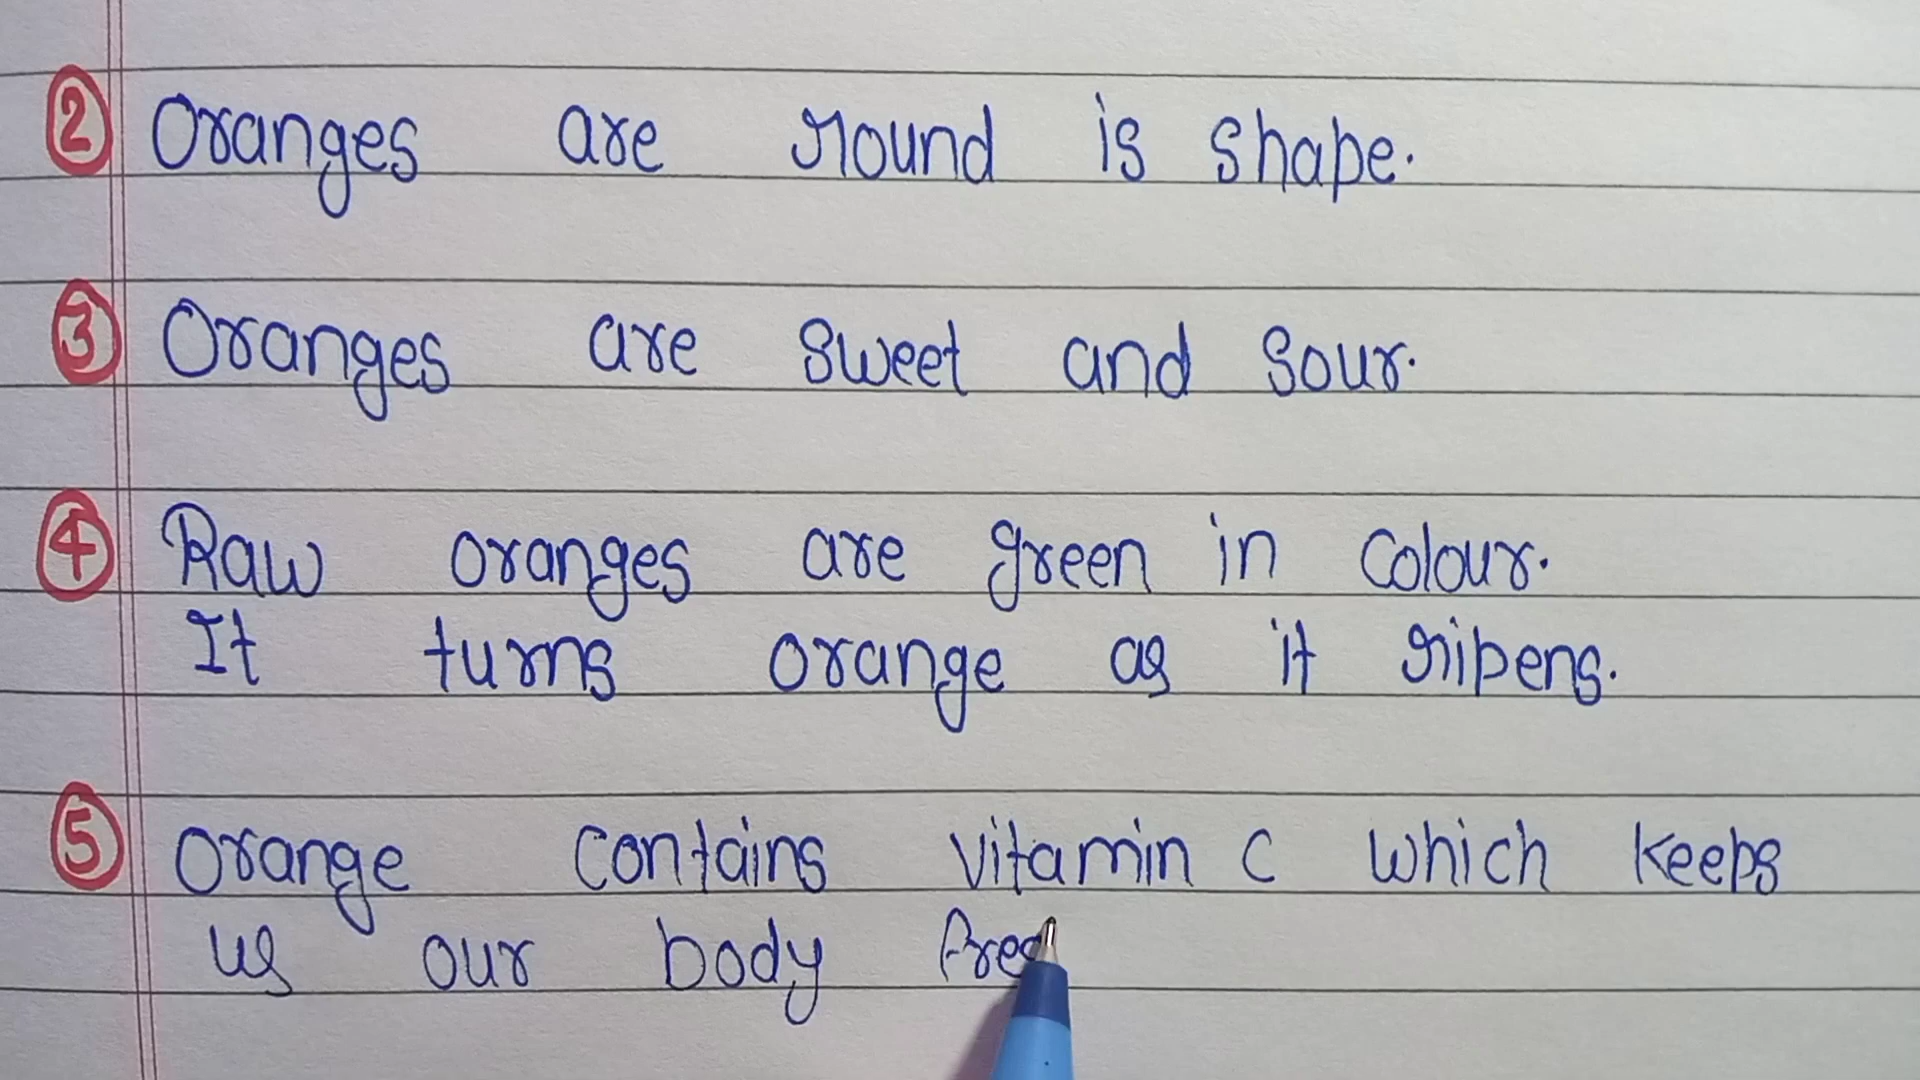 ② Oranges are round is shape.
③ Oranges are sweet and sour.
④ Raw oranges are green in colour.
It turns orange as it ripens.
⑤ Orange contains vitamin C which keeps
us our body